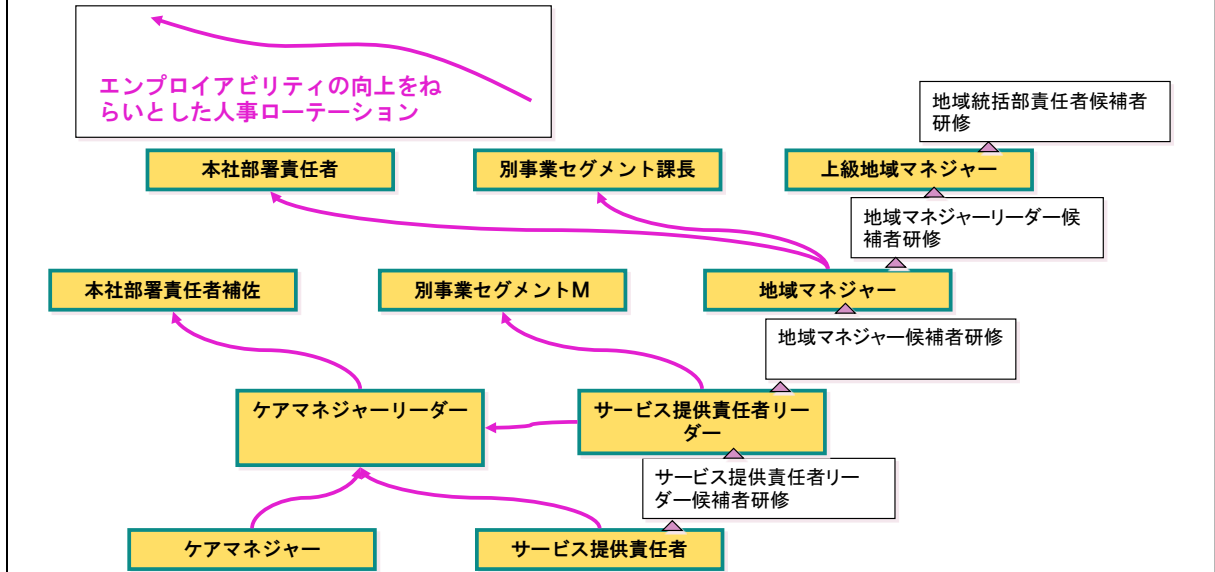 エンプロイアビリティの向上をね
らいとした人事ローテーション
地域統括部責任者候補者
研修
本社部署責任者
別事業セグメント課長
上級地域マネジャー
地域マネジャーリーダー候
補者研修
本社部署責任者補佐
別事業セグメントM
地域マネジャー
地域マネジャー候補者研修
ケアマネジャーリーダー
サービス提供責任者リー
ダー
サービス提供責任者リー
ダー候補者研修
ケアマネジャー
サービス提供責任者